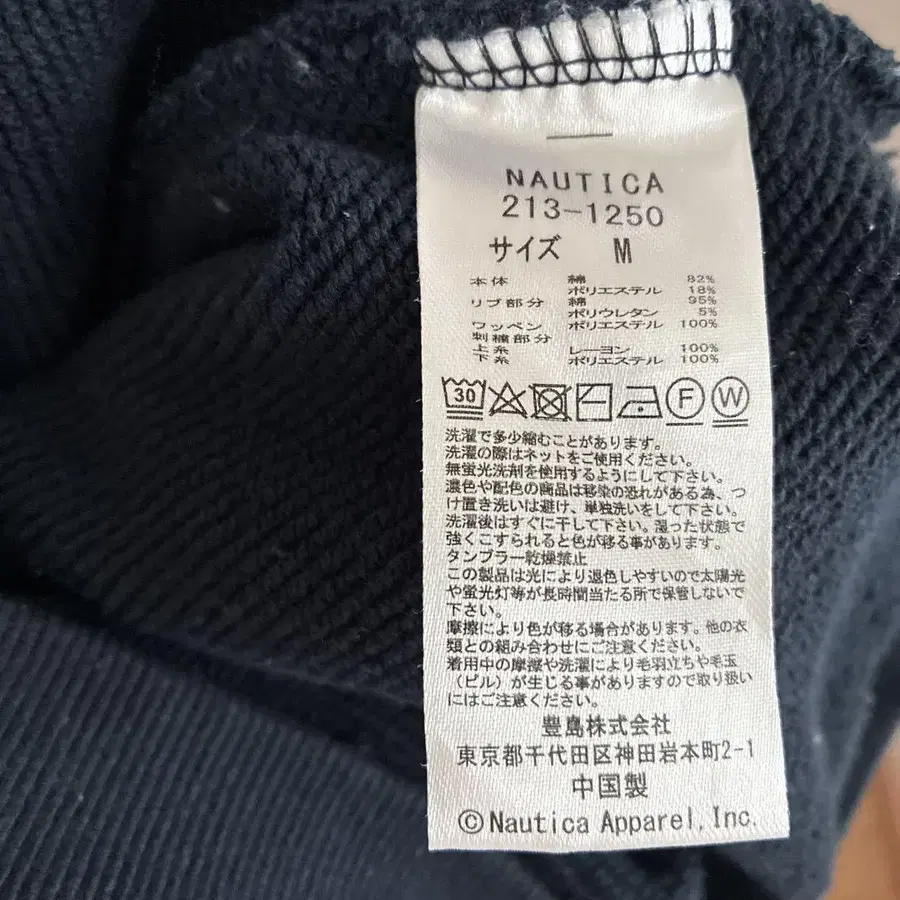 NAUTICA
213-1250
サイズ M
本体 綿 82%
ポリエステル 18%
リブ部分 綿 95%
ポリウレタン 5%
ワッペン ポリエステル 100%
刺繍部分
上糸 レーヨン 100%
下糸 ポリエステル 100%
30 F W
洗濯で多少縮むことがあります。
洗濯の際はネットをご使用ください。
無蛍光洗剤を使用するようにして下さい。
濃色や配色の商品は移染の恐れがある為、つ
け置き洗いは避け、単独洗いをして下さい。
洗濯後はすぐに干して下さい。湿った状態で
強くこすられると色が移る事があります。
タンブラー乾燥禁止
この製品は光により退色しやすいので太陽光
や蛍光灯等が長時間当たる所で保管しないで
下さい。
摩擦により色が移る場合があります。他の衣
類との組み合わせにご注意ください。
着用中の摩擦や洗濯により毛羽立ちや毛玉
（ピル）が生じる事がありますので取り扱い
にはご注意ください。
豊島株式会社
東京都千代田区神田岩本町2-1
中国製
©Nautica Apparel, Inc.